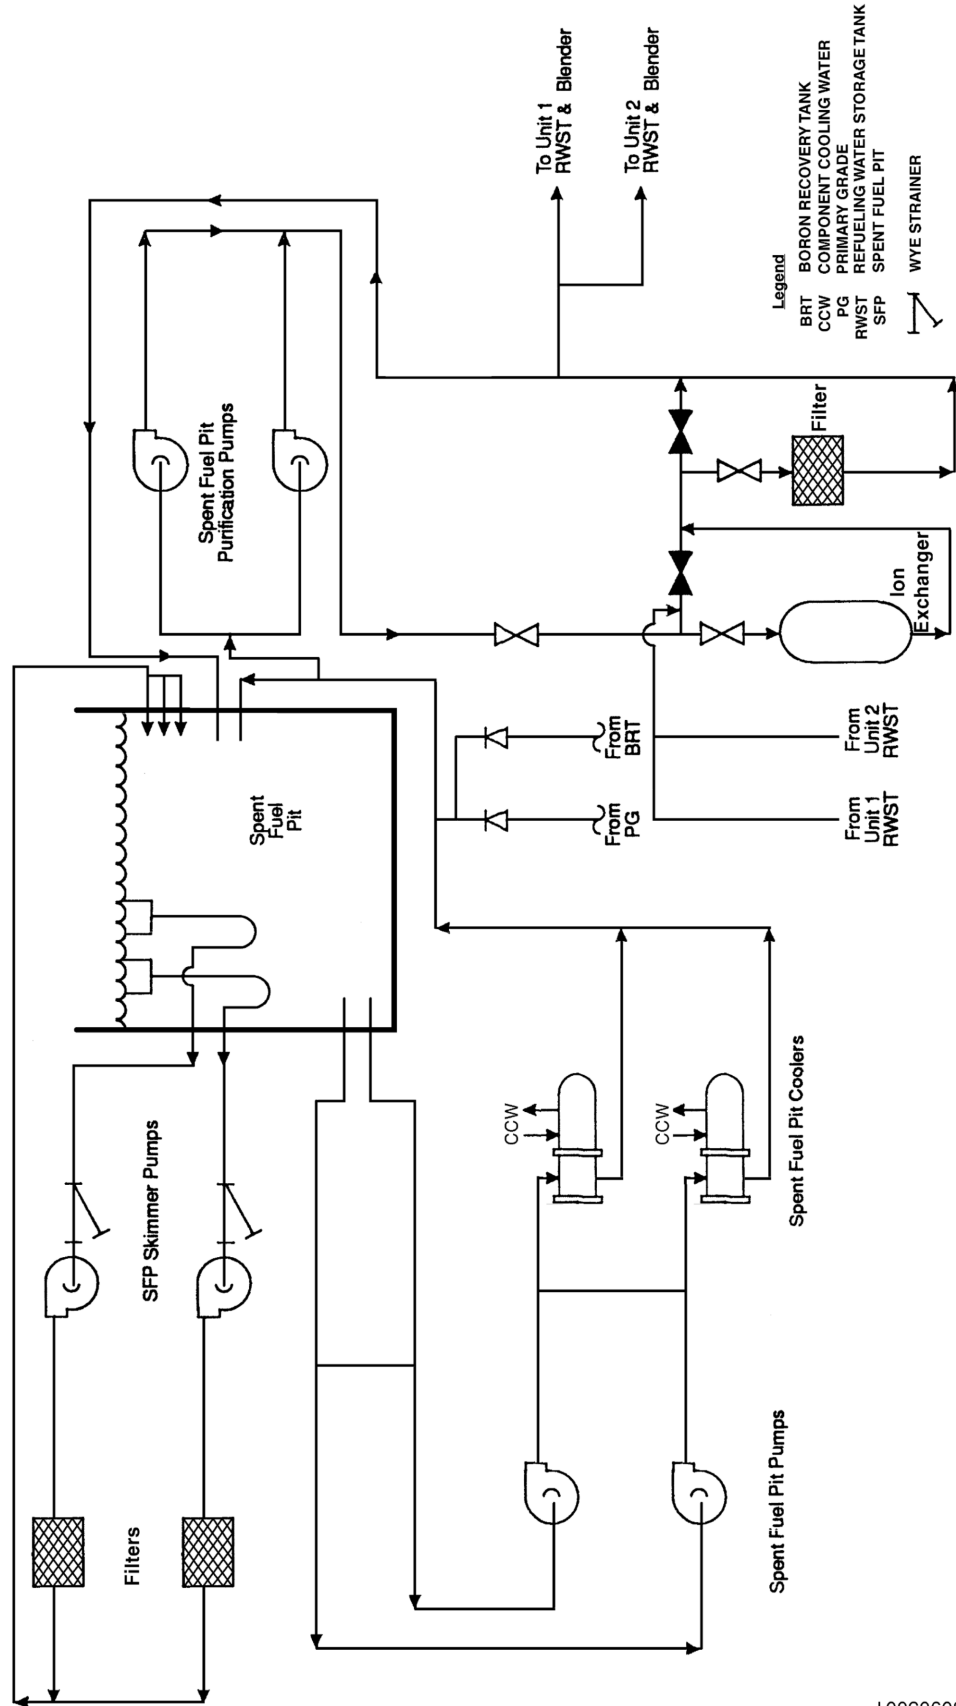 To Unit 1
RWST & Blender
To Unit 2
RWST & Blender
Spent Fuel Pit
Purification Pumps
Legend
BRT BORON RECOVERY TANK
CCW COMPONENT COOLING WATER
PG PRIMARY GRADE
RWST REFUELING WATER STORAGE TANK
SFP SPENT FUEL PIT
WYE STRAINER
Filter
Ion
Exchanger
Spent
Fuel
Pit
From
BRT
From
PG
From
Unit 2
RWST
From
Unit 1
RWST
SFP Skimmer Pumps
CCW
CCW
Spent Fuel Pit Coolers
Filters
Spent Fuel Pit Pumps